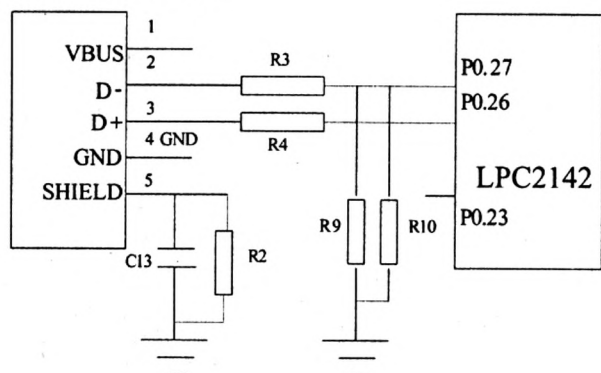 1
VBUS
2
R3
P0.27
D-
3
P0.26
D+
R4
4 GND
GND
LPC2142
5
SHIELD
P0.23
R9
R10
C13
R2